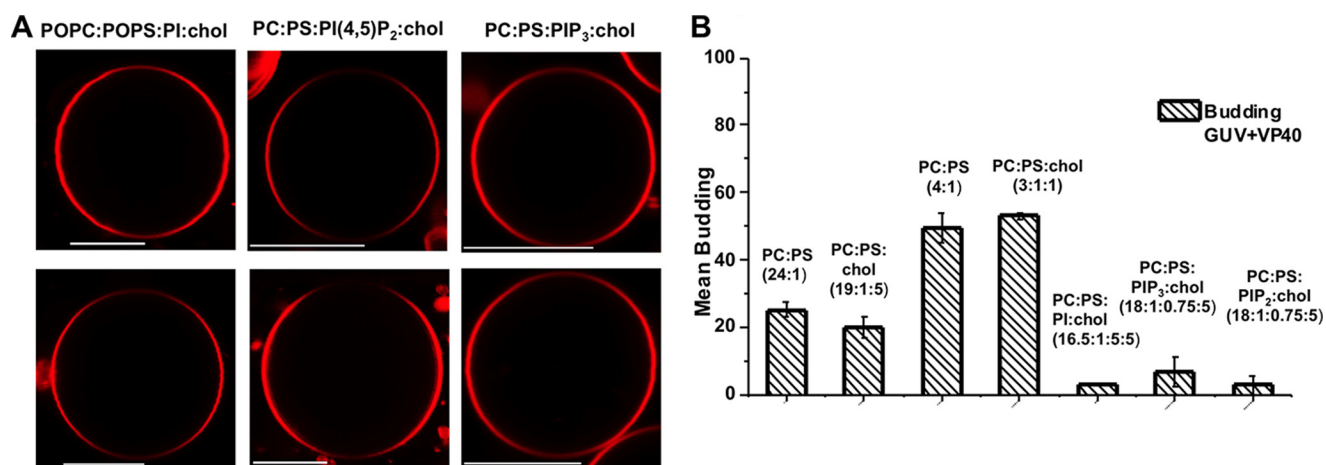 A
POPC:POPS:PI:chol
PC:PS:PI(4,5)P₂:chol
PC:PS:PIP₃:chol
B
Mean Budding
100
80
60
40
20
0
Budding
GUV+VP40
PC:PS
(24:1)
PC:PS:
chol
(19:1:5)
PC:PS
(4:1)
PC:PS:chol
(3:1:1)
PC:PS:
PI:chol
(16.5:1:5:5)
PC:PS:
PIP₃:chol
(18:1:0.75:5)
PC:PS:
PIP₂:chol
(18:1:0.75:5)